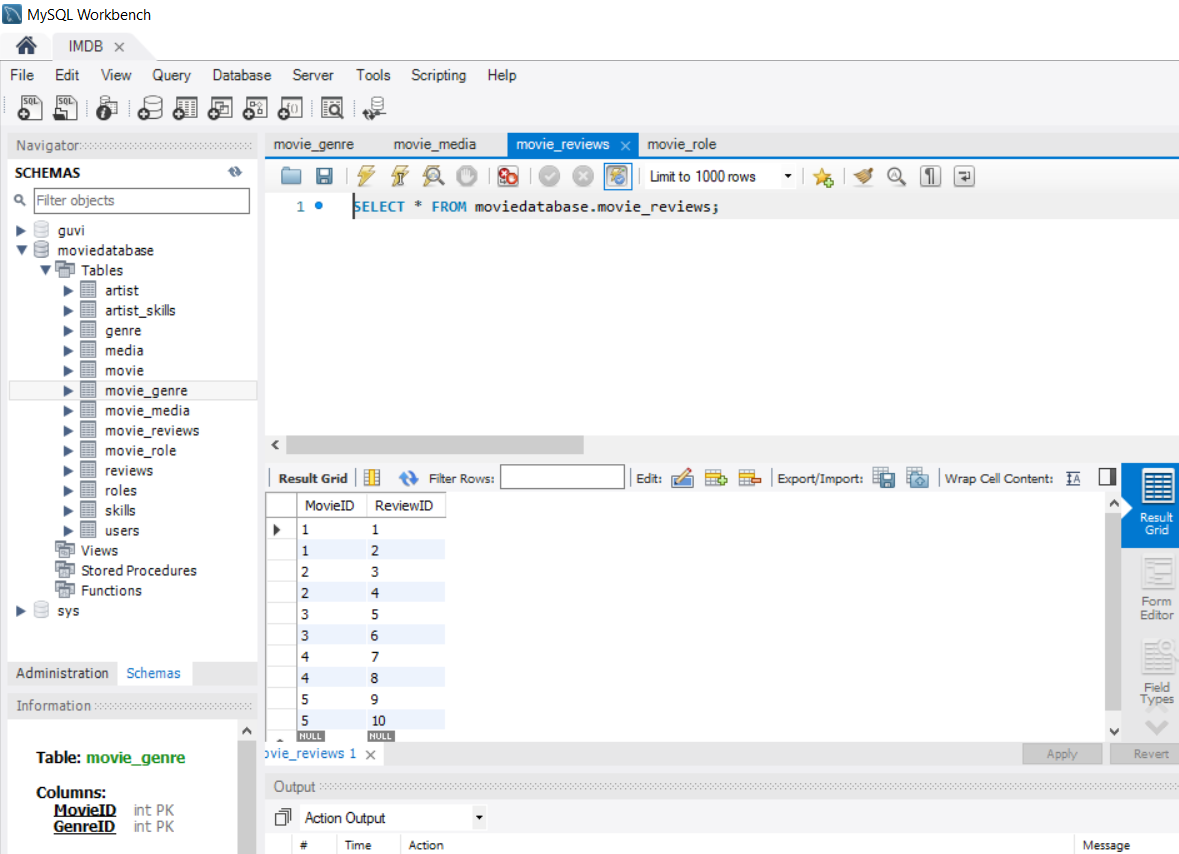 MySQL Workbench
IMDB
File Edit View Query Database Server Tools Scripting Help
Navigator
SCHEMAS
Filter objects
guvi
moviedatabase
Tables
artist
artist_skills
genre
media
movie
movie_genre
movie_media
movie_reviews
movie_role
reviews
roles
skills
users
Views
Stored Procedures
Functions
sys
Administration Schemas
Information
Table: movie_genre
Columns:
MovieID int PK
GenreID int PK
movie_genre movie_media movie_reviews movie_role
Limit to 1000 rows
1 SELECT * FROM moviedatabase.movie_reviews;
Result Grid Filter Rows: Edit: Export/Import: Wrap Cell Content:
MovieID ReviewID
1 1
1 2
2 3
2 4
3 5
3 6
4 7
4 8
5 9
5 10
NULL NULL
Result
Grid
Form
Editor
Field
Types
ovie_reviews 1
Apply Revert
Output
Action Output
# Time Action Message